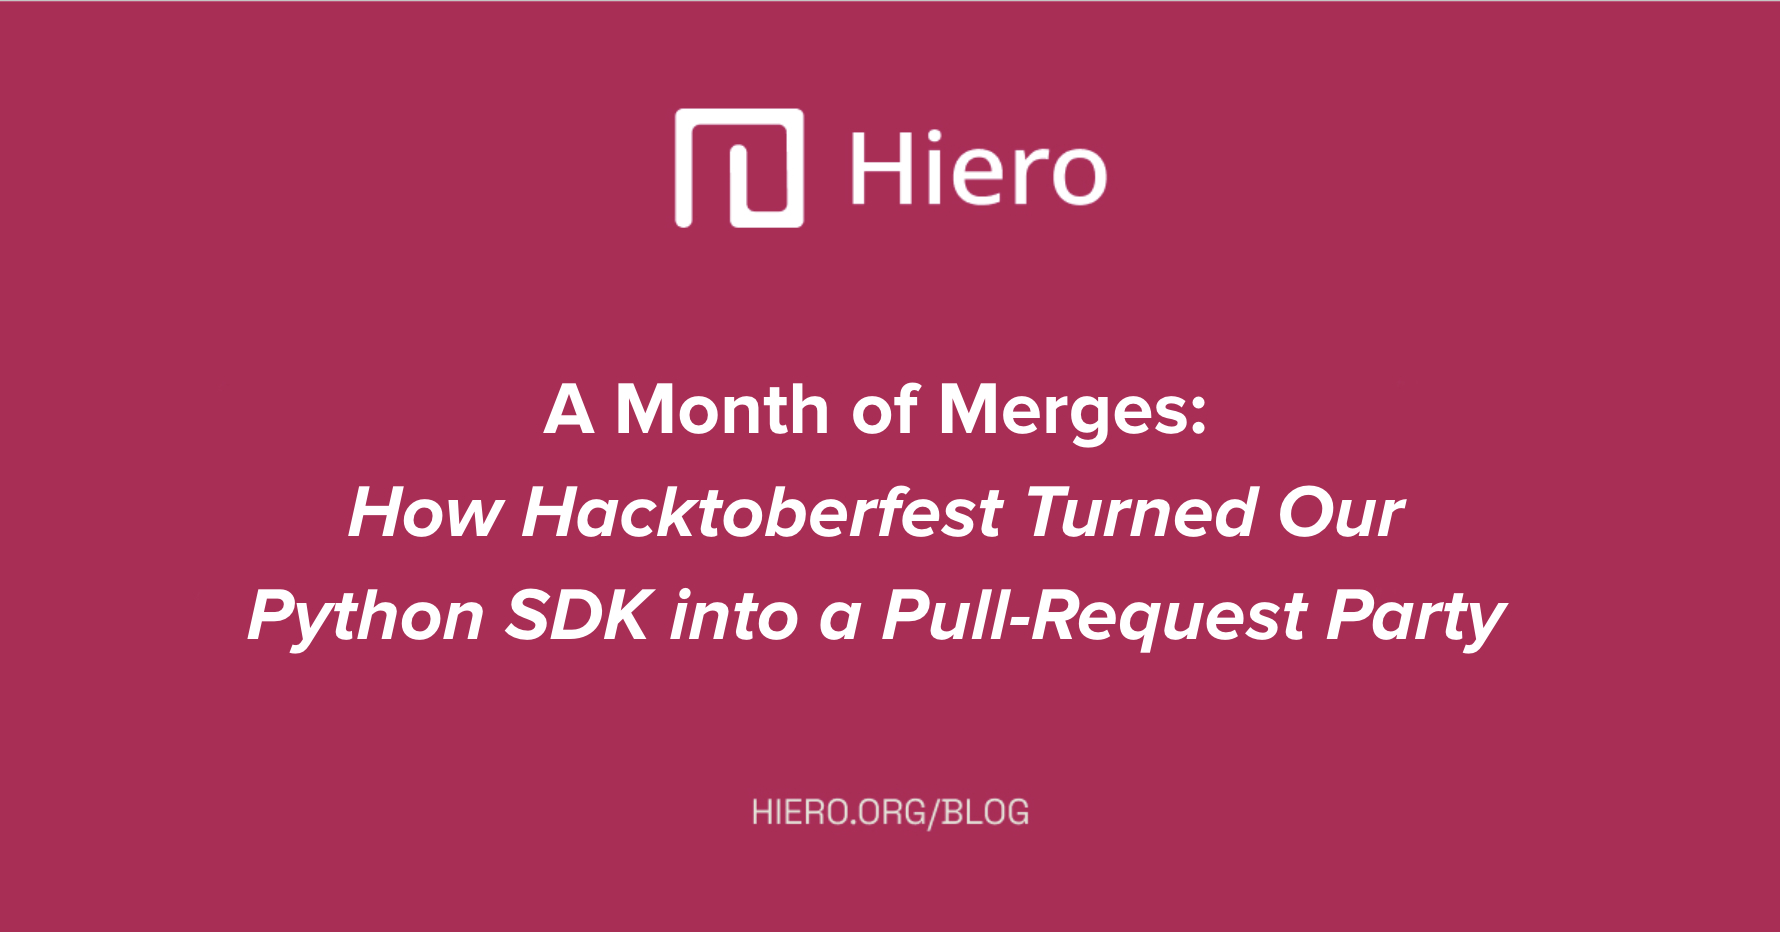 Hiero
A Month of Merges:
How Hacktoberfest Turned Our
Python SDK into a Pull-Request Party
HIERO.ORG/BLOG